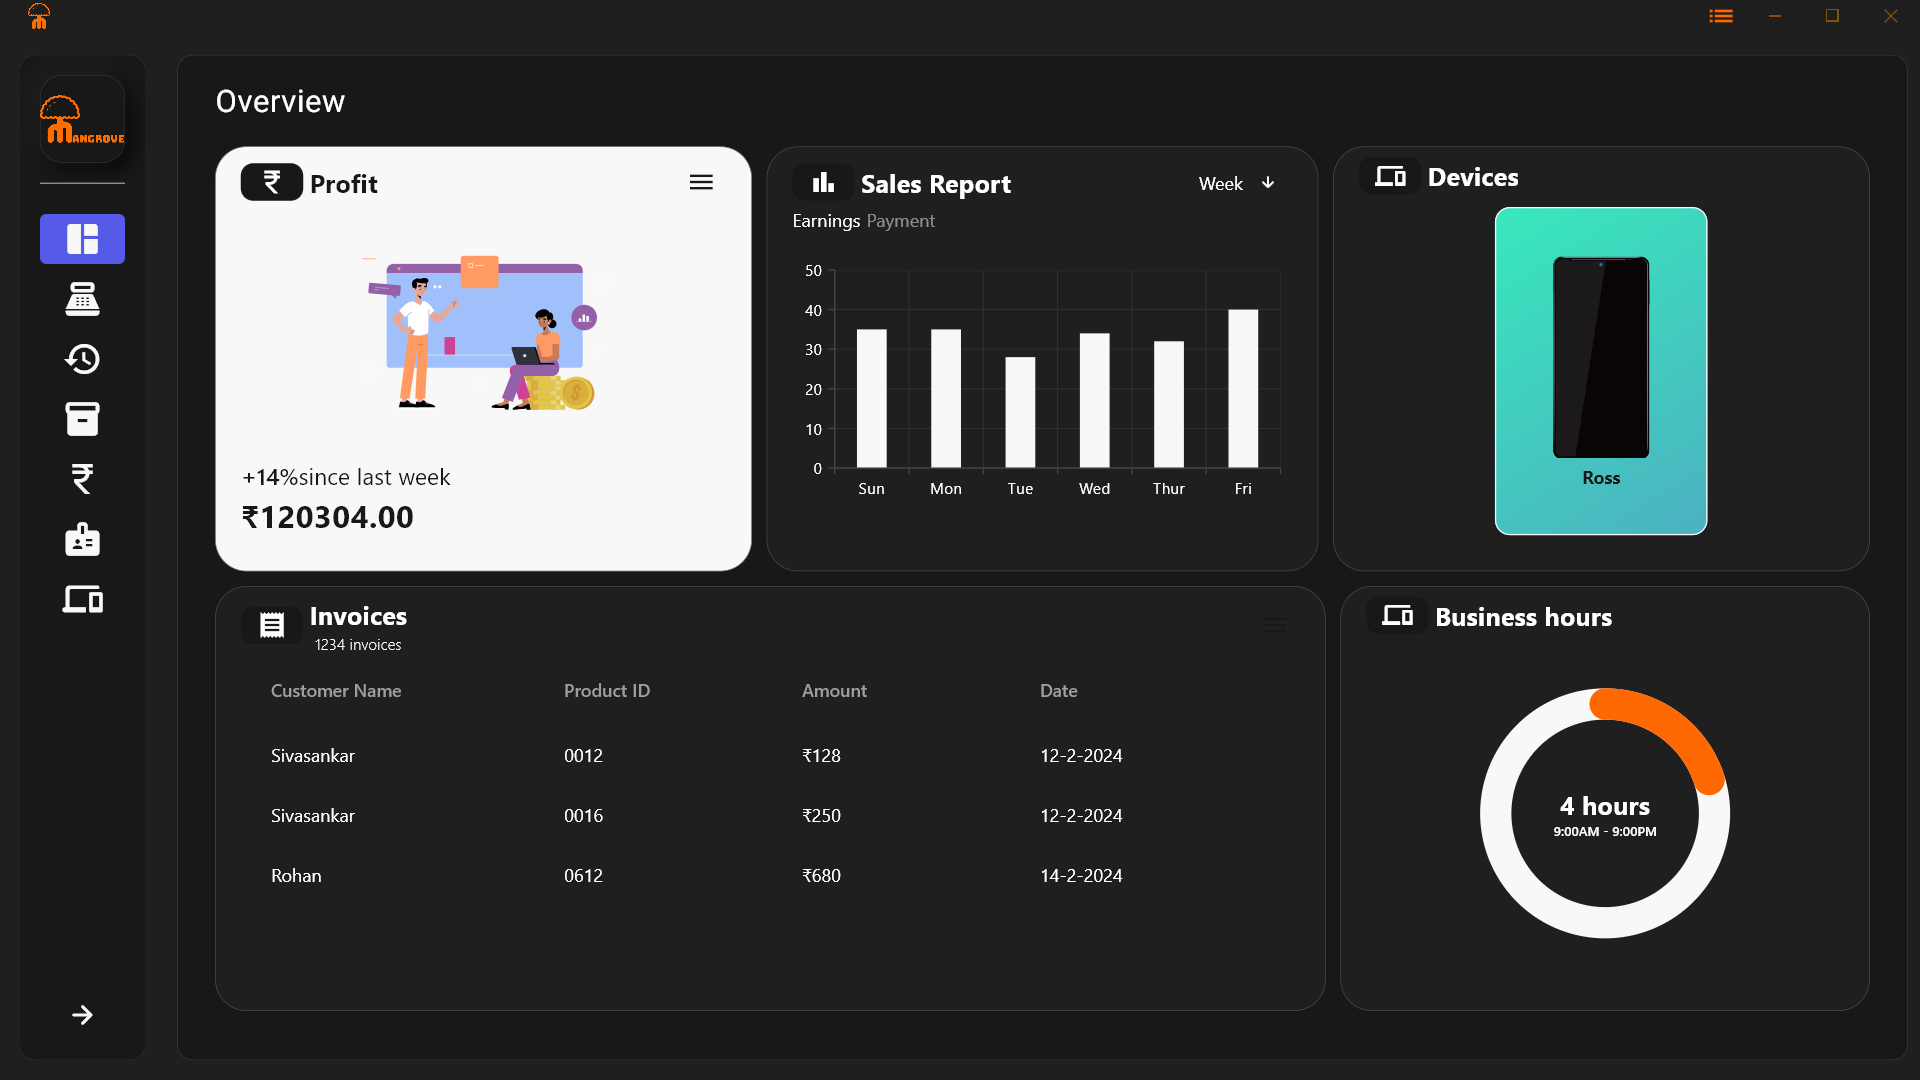 MANGROVE
Overview
₹ Profit
+14%since last week
₹120304.00
Sales Report
Week
Earnings Payment
50
40
30
20
10
0
Sun Mon Tue Wed Thur Fri
Devices
Ross
Invoices
1234 invoices
Customer Name Product ID Amount Date
Sivasankar 0012 ₹128 12-2-2024
Sivasankar 0016 ₹250 12-2-2024
Rohan 0612 ₹680 14-2-2024
Business hours
4 hours
9:00AM - 9:00PM